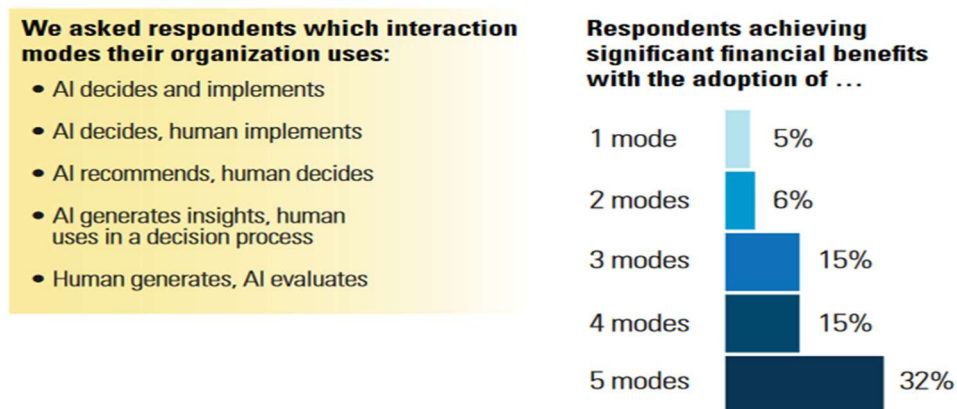 We asked respondents which interaction
modes their organization uses:
• AI decides and implements
• AI decides, human implements
• AI recommends, human decides
• AI generates insights, human
uses in a decision process
• Human generates, AI evaluates
Respondents achieving
significant financial benefits
with the adoption of ...
1 mode 5%
2 modes 6%
3 modes 15%
4 modes 15%
5 modes 32%